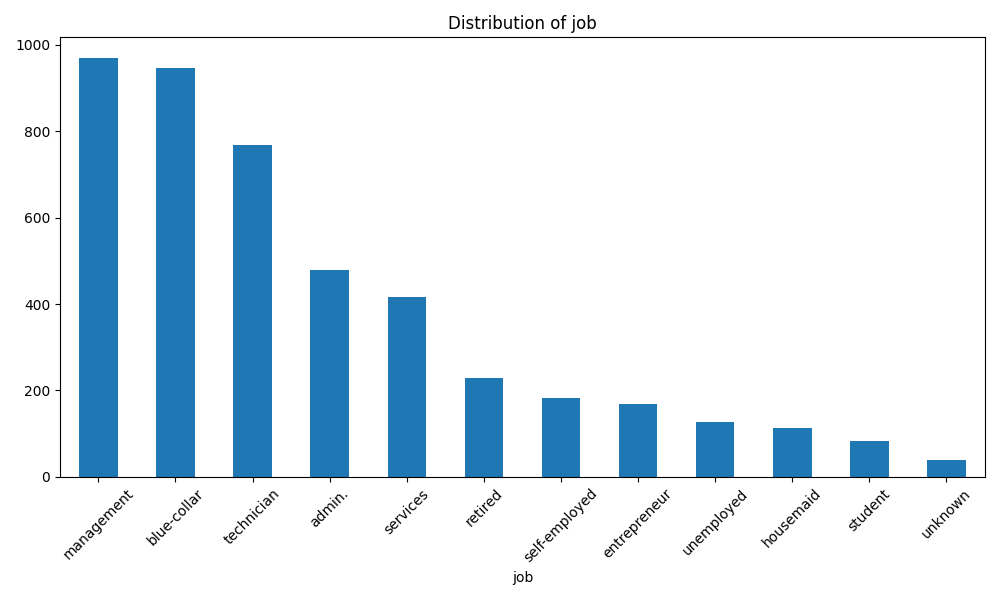 Distribution of job
1000
800
600
400
200
0
management
blue-collar
technician
admin.
services
retired
self-employed
entrepreneur
unemployed
housemaid
student
unknown
job